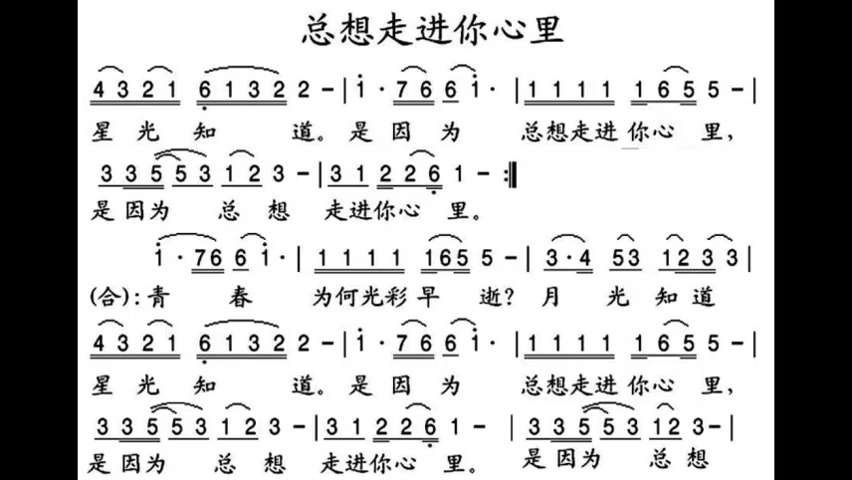 总想走进你心里
4 3 2 1 6 1 3 2 2 - | 1 · 7 6 6 1 · | 1 1 1 1 1 6 5 5 - |
星光知 道。是因为 总想走进你心里，
3 3 5 5 3 1 2 3 - | 3 1 2 2 6 1 - :||
是因为 总想 走进你心里。
1 · 7 6 6 1 · | 1 1 1 1 1 6 5 5 - | 3 · 4 5 3 1 2 3 3 |
(合)：青 春 为何光彩早 逝？月 光知道
4 3 2 1 6 1 3 2 2 - | 1 · 7 6 6 1 · | 1 1 1 1 1 6 5 5 - |
星光知 道。是因为 总想走进你心里，
3 3 5 5 3 1 2 3 - | 3 1 2 2 6 1 - | 3 3 5 5 3 1 2 3 - |
是因为 总想 走进你心里。是因为 总想